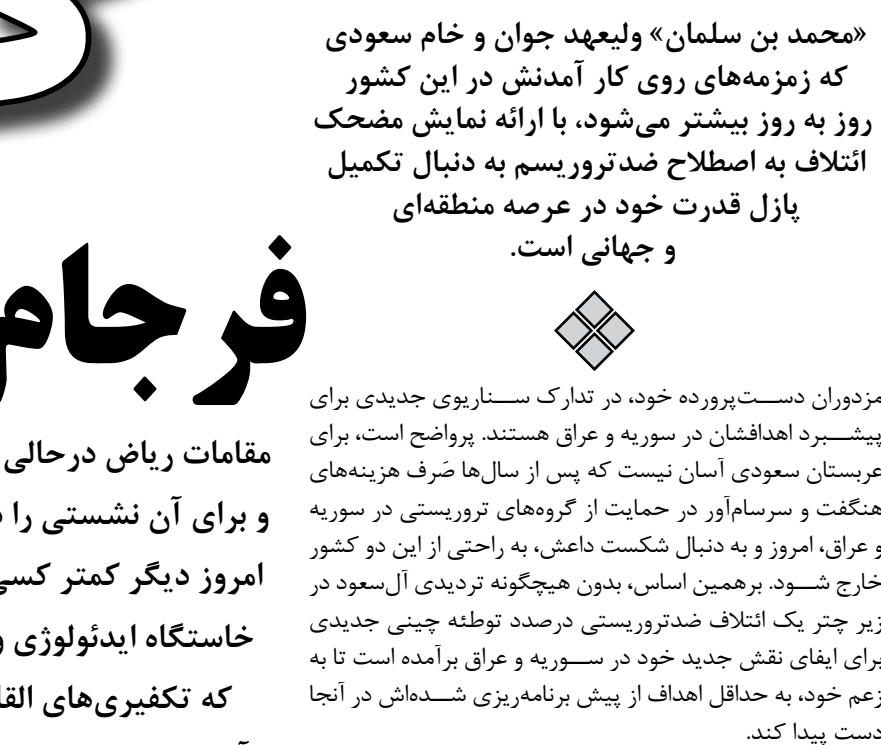 «محمد بن سلمان» ولیعهد جوان و خام سعودی
که زمزمه‌های روی کار آمدنش در این کشور
روز به روز بیشتر می‌شود، با ارائه نمایش مضحک
ائتلاف به اصطلاح ضدتروریسم به دنبال تکمیل
پازل قدرت خود در عرصه منطقه‌ای
و جهانی است.
مزدوران دست‌پرورده خود، در تدارک سناریوی جدیدی برای
پیشبرد اهدافشان در سوریه و عراق هستند. پرواضح است، برای
عربستان سعودی آسان نیست که پس از سال‌ها صَرف هزینه‌های
هنگفت و سرسام‌آور در حمایت از گروه‌های تروریستی در سوریه
و عراق، امروز و به دنبال شکست داعش، به راحتی از این دو کشور
خارج شود. برهمین اساس، بدون هیچگونه تردیدی آل‌سعود در
زیر چتر یک ائتلاف ضدتروریستی درصدد توطئه چینی جدیدی
برای ایفای نقش جدید خود در سوریه و عراق برآمده است تا به
زعم خود، به حداقل اهداف از پیش برنامه‌ریزی شده‌اش در آنجا
دست پیدا کند.
فرجام
مقامات ریاض درحالی
و برای آن نشستی را
امروز دیگر کمتر
خاستگاه ایدئولوژی
که تکفیری‌های